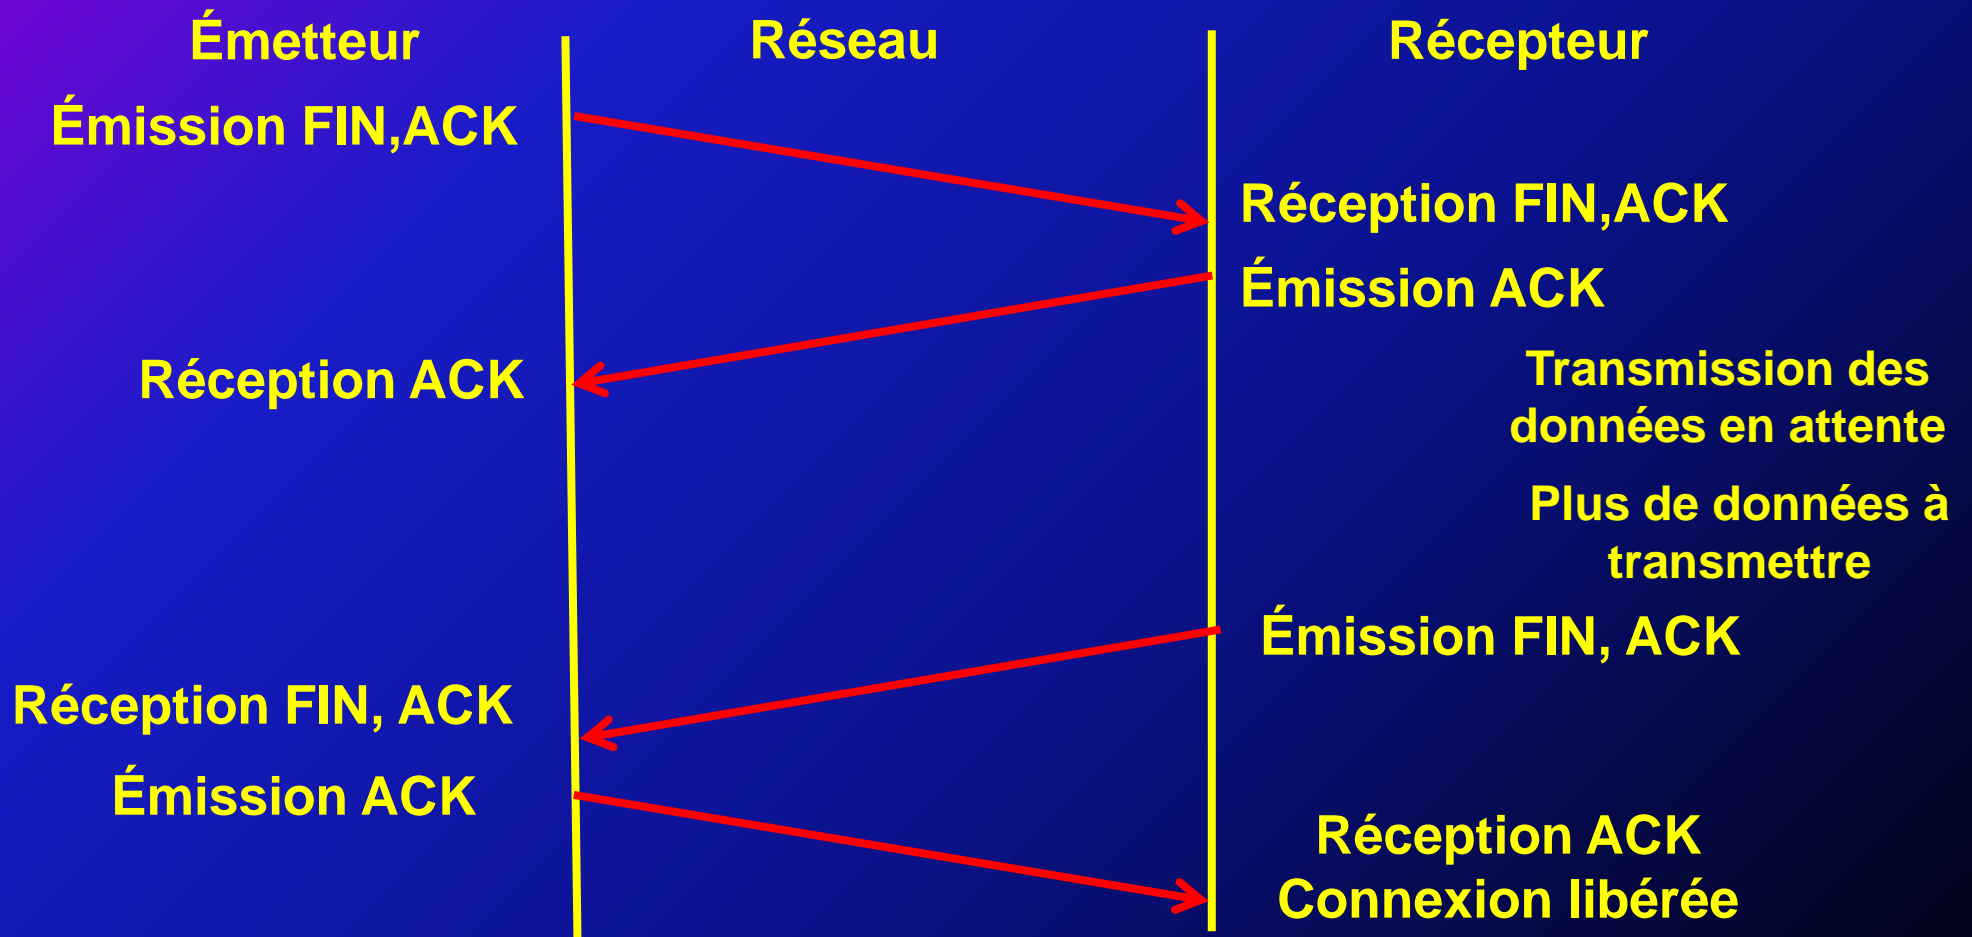 Émetteur
Réseau
Récepteur
Émission FIN,ACK
Réception FIN,ACK
Émission ACK
Réception ACK
Transmission des
données en attente
Plus de données à
transmettre
Émission FIN, ACK
Réception FIN, ACK
Émission ACK
Réception ACK
Connexion libérée